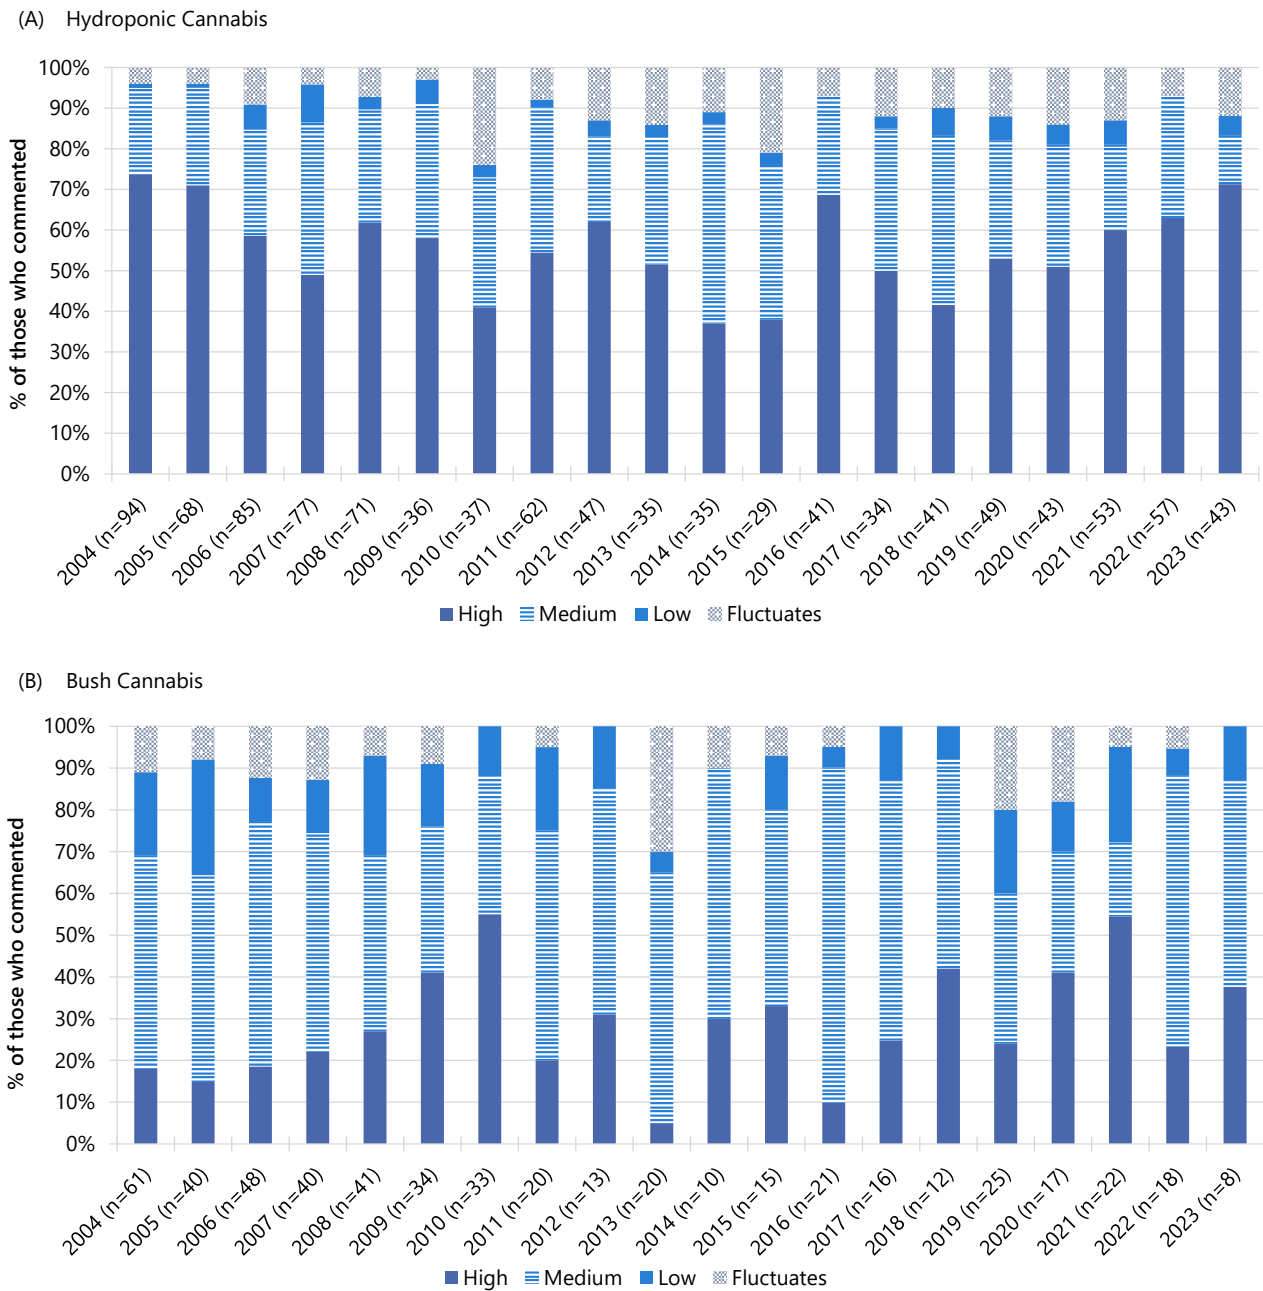 (A) Hydroponic Cannabis
% of those who commented
100%
90%
80%
70%
60%
50%
40%
30%
20%
10%
0%
2004 (n=94)
2005 (n=68)
2006 (n=85)
2007 (n=77)
2008 (n=71)
2009 (n=36)
2010 (n=37)
2011 (n=62)
2012 (n=47)
2013 (n=35)
2014 (n=35)
2015 (n=29)
2016 (n=41)
2017 (n=34)
2018 (n=41)
2019 (n=49)
2020 (n=43)
2021 (n=53)
2022 (n=57)
2023 (n=43)
High Medium Low Fluctuates
(B) Bush Cannabis
% of those who commented
100%
90%
80%
70%
60%
50%
40%
30%
20%
10%
0%
2004 (n=61)
2005 (n=40)
2006 (n=48)
2007 (n=40)
2008 (n=41)
2009 (n=34)
2010 (n=33)
2011 (n=20)
2012 (n=13)
2013 (n=20)
2014 (n=10)
2015 (n=15)
2016 (n=21)
2017 (n=16)
2018 (n=12)
2019 (n=25)
2020 (n=17)
2021 (n=22)
2022 (n=18)
2023 (n=8)
High Medium Low Fluctuates